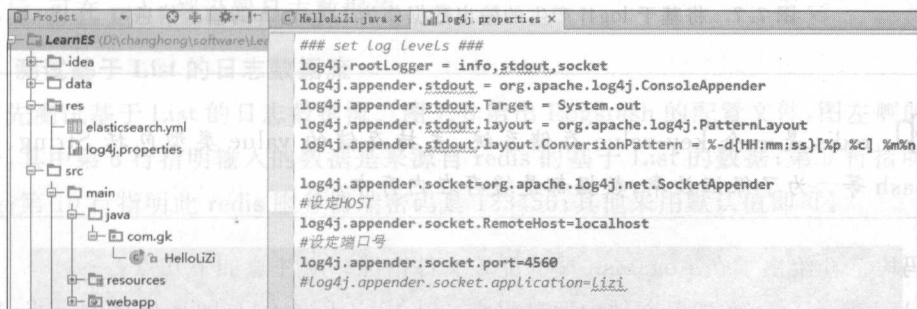 Project
HelloLiZi.java ×
log4j.properties ×
LearnES (D:\changhong\software\Lea
.idea
data
res
elasticsearch.yml
log4j.properties
src
main
java
com.gk
HelloLiZi
resources
webapp
### set log levels ###
log4j.rootLogger = info,stdout,socket
log4j.appender.stdout = org.apache.log4j.ConsoleAppender
log4j.appender.stdout.Target = System.out
log4j.appender.stdout.layout = org.apache.log4j.PatternLayout
log4j.appender.stdout.layout.ConversionPattern = %-d{HH:mm:ss}[%p %c] %m%n
log4j.appender.socket=org.apache.log4j.net.SocketAppender
#设定HOST
log4j.appender.socket.RemoteHost=localhost
#设定端口号
log4j.appender.socket.port=4560
#log4j.appender.socket.application=lizi